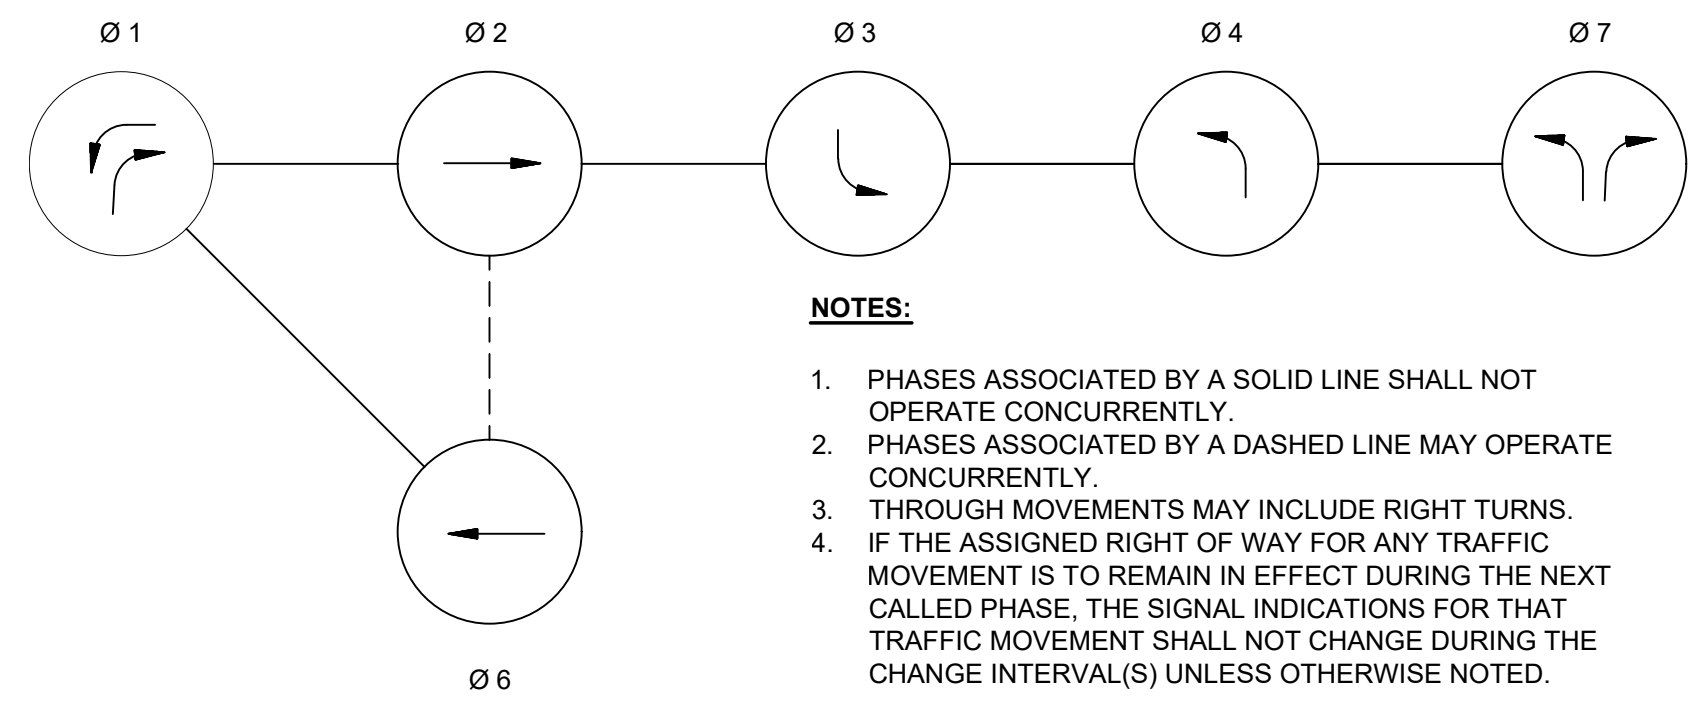 Ø 1
Ø 2
Ø 3
Ø 4
Ø 7
NOTES:
1. PHASES ASSOCIATED BY A SOLID LINE SHALL NOT
OPERATE CONCURRENTLY.
2. PHASES ASSOCIATED BY A DASHED LINE MAY OPERATE
CONCURRENTLY.
3. THROUGH MOVEMENTS MAY INCLUDE RIGHT TURNS.
4. IF THE ASSIGNED RIGHT OF WAY FOR ANY TRAFFIC
MOVEMENT IS TO REMAIN IN EFFECT DURING THE NEXT
CALLED PHASE, THE SIGNAL INDICATIONS FOR THAT
TRAFFIC MOVEMENT SHALL NOT CHANGE DURING THE
CHANGE INTERVAL(S) UNLESS OTHERWISE NOTED.
Ø 6